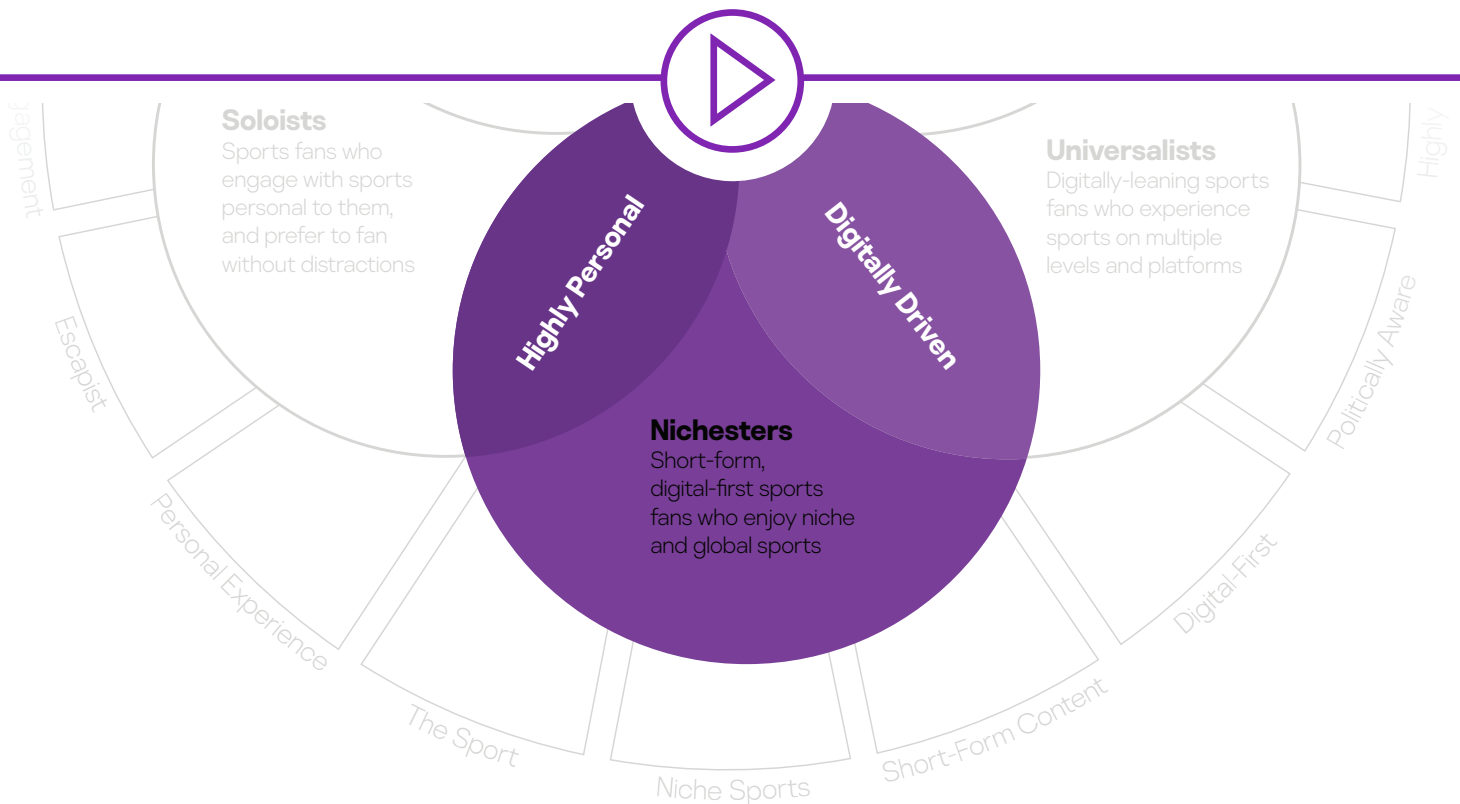 Soloists
Sports fans who
engage with sports
personal to them,
and prefer to fan
without distractions
Universalists
Digitally-leaning sports
fans who experience
sports on multiple
levels and platforms
Highly Personal
Digitally Driven
Nichesters
Short-form,
digital-first sports
fans who enjoy niche
and global sports
Escapist
Personal Experience
The Sport
Niche Sports
Short-Form Content
Digital-First
Politically Aware
Highly